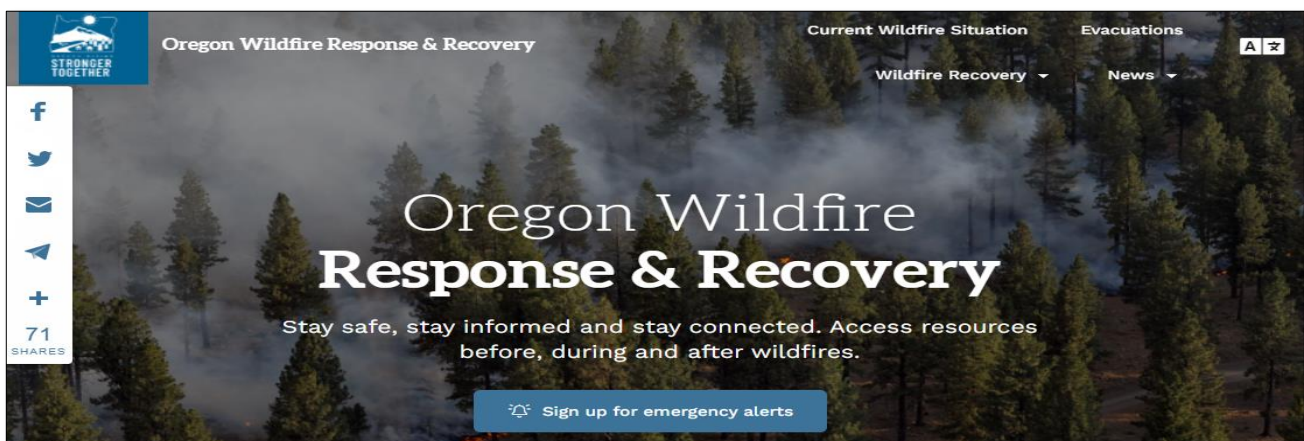 STRONGER
TOGETHER
Oregon Wildfire Response & Recovery
Current Wildfire Situation
Evacuations
Wildfire Recovery
News
A
71
SHARES
Oregon Wildfire
Response & Recovery
Stay safe, stay informed and stay connected. Access resources
before, during and after wildfires.
Sign up for emergency alerts